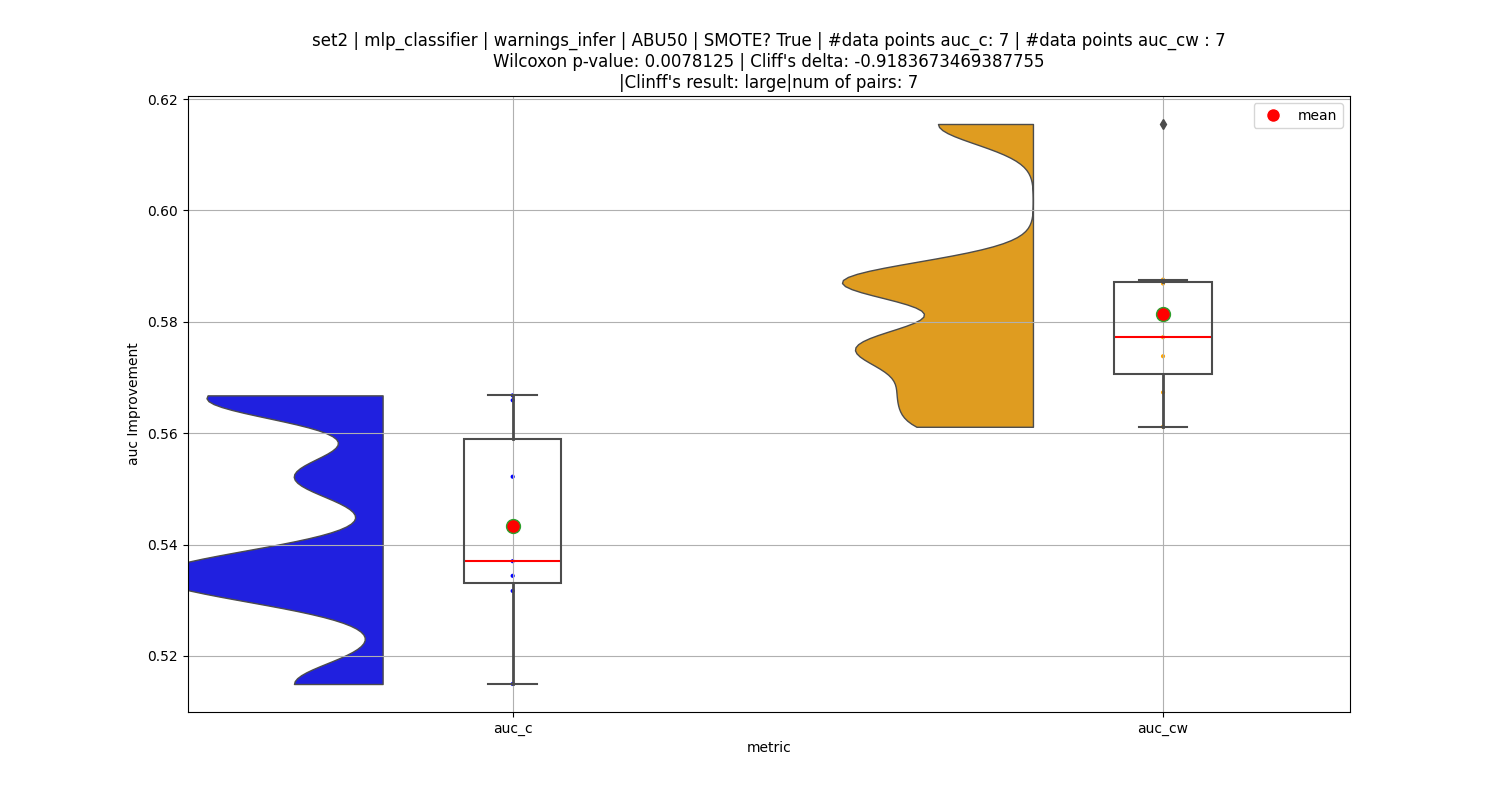 set2 | mlp_classifier | warnings_infer | ABU50 | SMOTE? True | #data points auc_c: 7 | #data points auc_cw : 7
Wilcoxon p-value: 0.0078125 | Cliff's delta: -0.9183673469387755
|Clinff's result: large|num of pairs: 7
mean
0.62
0.60
0.58
0.56
0.54
0.52
auc Improvement
auc_c
auc_cw
metric